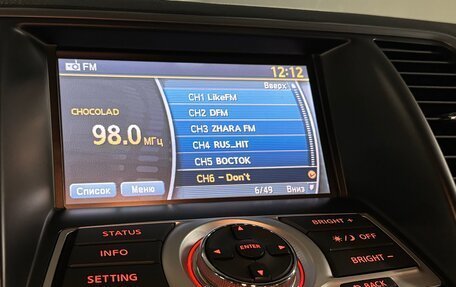 FM
12:12
Вверх
CHOCOLAD
98.0 МГц
CH1 LikeFM
CH2 DFM
CH3 ZHARA FM
CH4 RUS_HIT
CH5 ВОСТОК
CH6 - Don't
Список
Меню
6/49
Вниз
STATUS
INFO
SETTING
ENTER
BRIGHT +
OFF
BRIGHT -
BACK